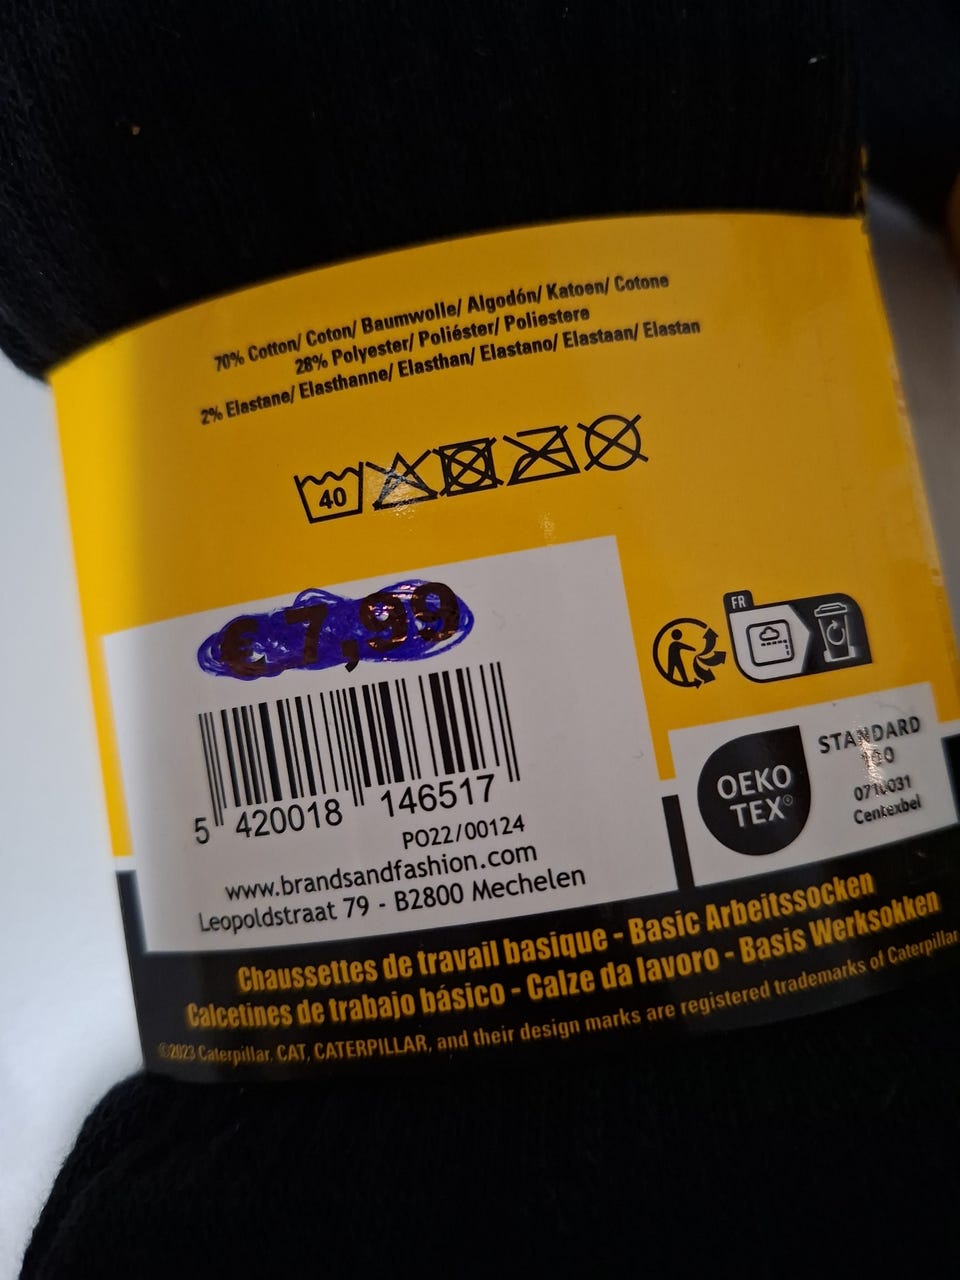 70% Cotton/ Coton/ Baumwolle/ Algodón/ Katoen/ Cotone
28% Polyester/ Poliéster/ Poliestere
2% Elastane/ Elasthanne/ Elasthan/ Elastano/ Elastaan/ Elastan
40
€ 7,99
5 420018 146517
PO22/00124
www.brandsandfashion.com
Leopoldstraat 79 - B2800 Mechelen
FR
OEKO
TEX®
STANDARD
100
Centexbel
Chaussettes de travail basique - Basic Arbeitssocken
Calcetines de trabajo básico - Calze da lavoro - Basis Werksokken
©2023 Caterpillar. CAT, CATERPILLAR, and their design marks are registered trademarks of Caterpillar